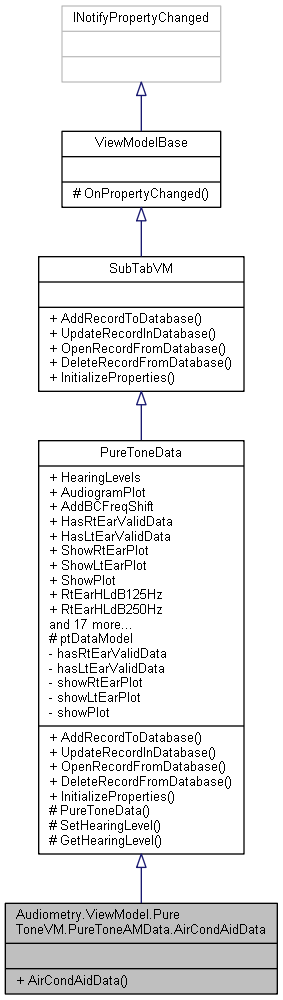 INotifyPropertyChanged
ViewModelBase
# OnPropertyChanged()
SubTabVM
+ AddRecordToDatabase()
+ UpdateRecordInDatabase()
+ OpenRecordFromDatabase()
+ DeleteRecordFromDatabase()
+ InitializeProperties()
PureToneData
+ HearingLevels
+ AudiogramPlot
+ AddBCFreqShift
+ HasRtEarValidData
+ HasLtEarValidData
+ ShowRtEarPlot
+ ShowLtEarPlot
+ ShowPlot
+ RtEarHLdB125Hz
+ RtEarHLdB250Hz
and 17 more...
# ptDataModel
- hasRtEarValidData
- hasLtEarValidData
- showRtEarPlot
- showLtEarPlot
- showPlot
+ AddRecordToDatabase()
+ UpdateRecordInDatabase()
+ OpenRecordFromDatabase()
+ DeleteRecordFromDatabase()
+ InitializeProperties()
# PureToneData()
# SetHearingLevel()
# GetHearingLevel()
Audiometry.ViewModel.Pure
ToneVM.PureToneAMData.AirCondAidData
+ AirCondAidData()